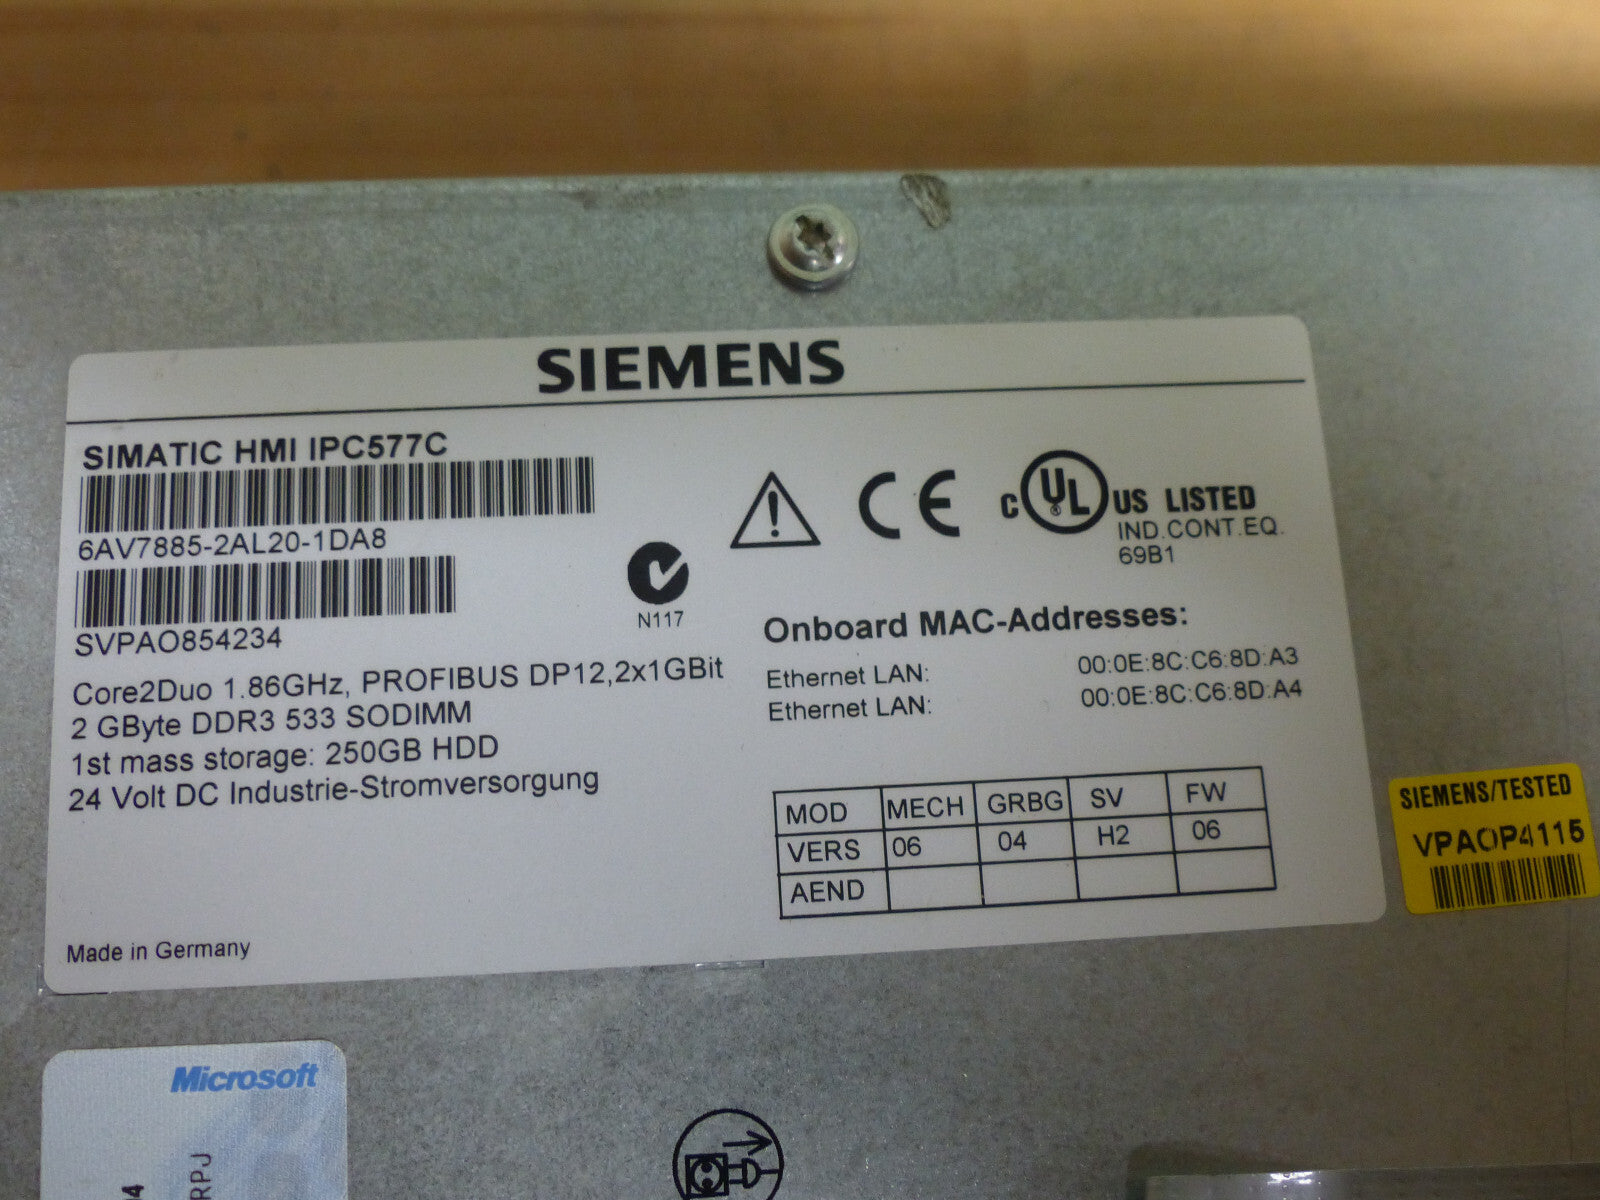 SIEMENS
SIMATIC HMI IPC577C
6AV7885-2AL20-1DA8
SVPAO854234
Core2Duo 1.86GHz, PROFIBUS DP12,2x1GBit
2 GByte DDR3 533 SODIMM
1st mass storage: 250GB HDD
24 Volt DC Industrie-Stromversorgung
Made in Germany
N117
CE
c UL ® US LISTED
IND.CONT.EQ.
69B1
Onboard MAC-Addresses:
Ethernet LAN: 00:0E:8C:C6:8D:A3
Ethernet LAN: 00:0E:8C:C6:8D:A4
MOD MECH GRBG SV FW
VERS 06 04 H2 06
AEND
SIEMENS/TESTED
VPAOP4115
Microsoft
RPJ